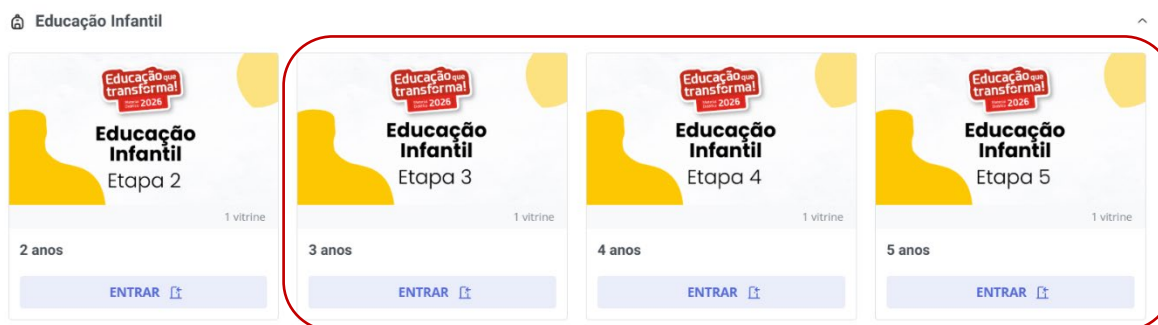 Educação Infantil
Educação que
transforma!
2026
Educação
Infantil
Etapa 2
1 vitrine
2 anos
ENTRAR
Educação que
transforma!
2026
Educação
Infantil
Etapa 3
1 vitrine
3 anos
ENTRAR
Educação que
transforma!
2026
Educação
Infantil
Etapa 4
1 vitrine
4 anos
ENTRAR
Educação que
transforma!
2026
Educação
Infantil
Etapa 5
1 vitrine
5 anos
ENTRAR